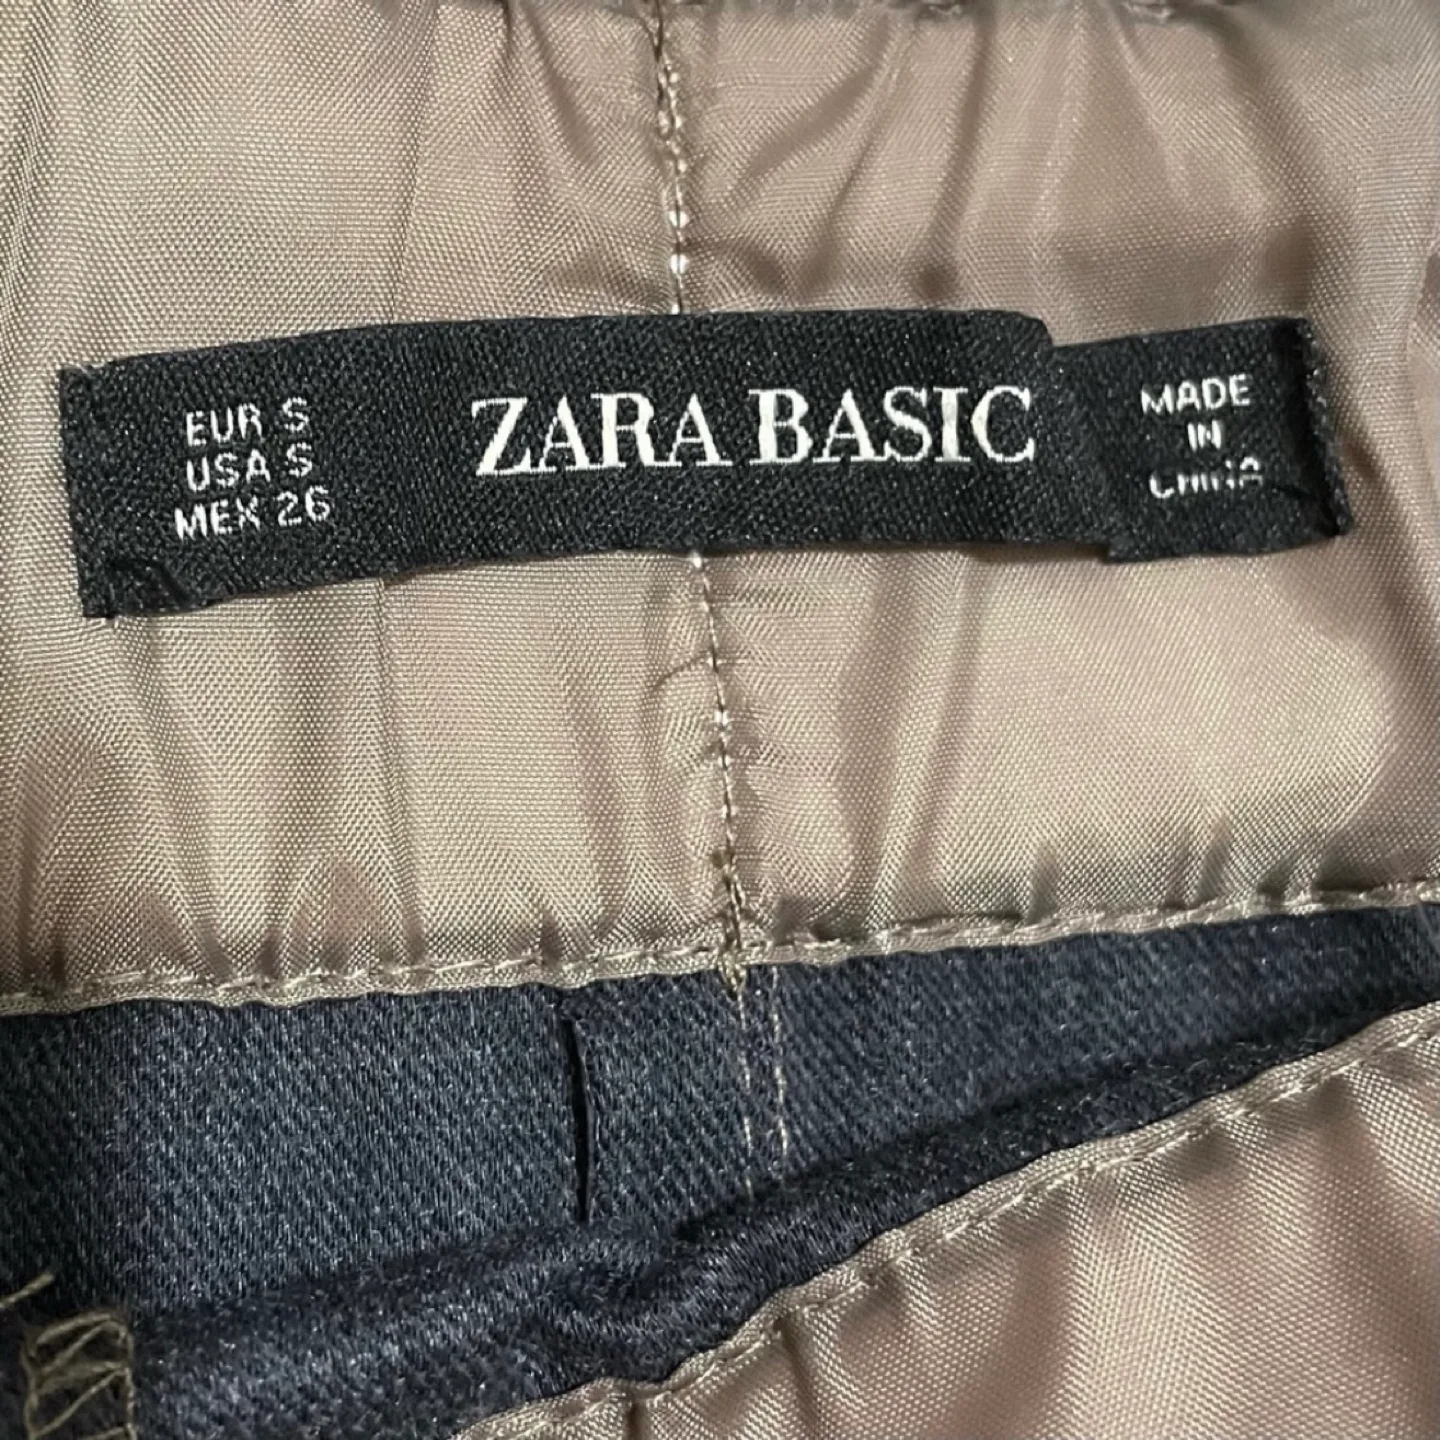 EUR S
USA S
MEX 26
ZARA BASIC
MADE
IN
CHINA